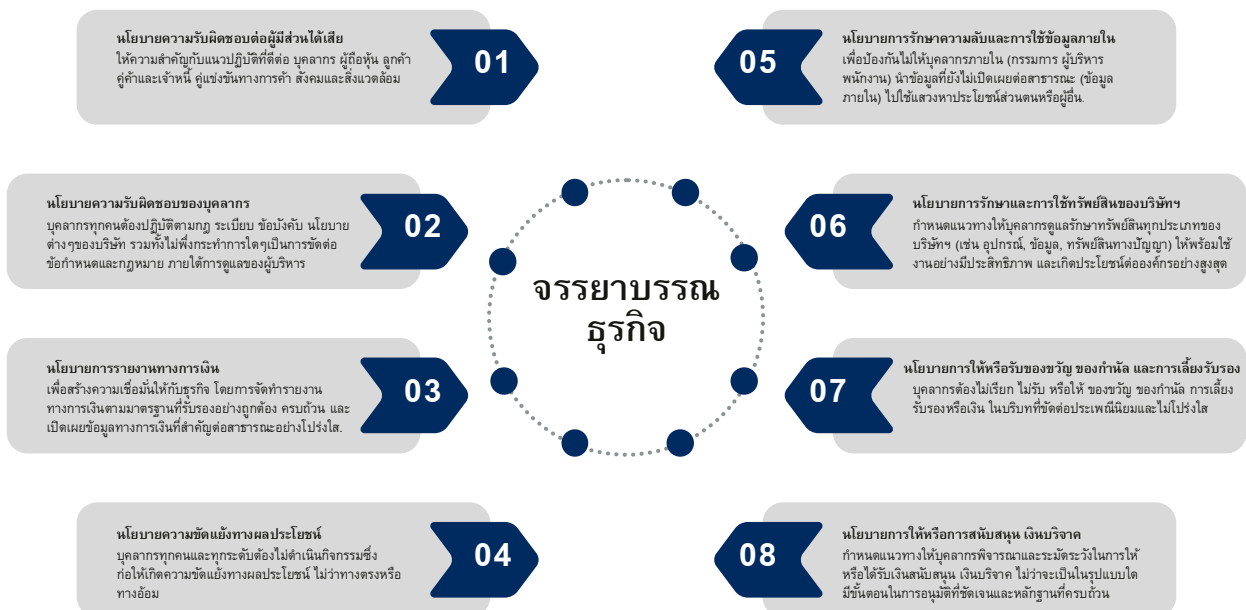 นโยบายความรับผิดชอบต่อผู้มีส่วนได้เสีย
ให้ความสำคัญกับแนวปฏิบัติที่ดีต่อ บุคลากร ผู้ถือหุ้น ลูกค้า
คู่ค้าและเจ้าหนี้ คู่แข่งขันทางการค้า สังคมและสิ่งแวดล้อม
01
นโยบายความรับผิดชอบของบุคลากร
บุคลากรทุกคนต้องปฏิบัติตามกฎ ระเบียบ ข้อบังคับ นโยบาย
ต่างๆของบริษัท รวมทั้งไม่พึงกระทำการใดๆเป็นการขัดต่อ
ข้อกำหนดและกฎหมาย ภายใต้การดูแลของผู้บริหาร
02
นโยบายการรายงานทางการเงิน
เพื่อสร้างความเชื่อมั่นให้กับธุรกิจ โดยการจัดทำรายงาน
ทางการเงินตามมาตรฐานที่รับรองอย่างถูกต้อง ครบถ้วน และ
เปิดเผยข้อมูลทางการเงินที่สำคัญต่อสาธารณะอย่างโปร่งใส.
03
นโยบายความขัดแย้งทางผลประโยชน์
บุคลากรทุกคนและทุกระดับต้องไม่ดำเนินกิจกรรมซึ่ง
ก่อให้เกิดความขัดแย้งทางผลประโยชน์ ไม่ว่าทางตรงหรือ
ทางอ้อม
04
จรรยาบรรณ
ธุรกิจ
05
นโยบายการรักษาความลับและการใช้ข้อมูลภายใน
เพื่อป้องกันไม่ให้บุคลากรภายใน (กรรมการ ผู้บริหาร
พนักงาน) นำข้อมูลที่ยังไม่เปิดเผยต่อสาธารณะ (ข้อมูล
ภายใน) ไปใช้แสวงหาประโยชน์ส่วนตนหรือผู้อื่น.
06
นโยบายการรักษาและการใช้ทรัพย์สินของบริษัทฯ
กำหนดแนวทางให้บุคลากรดูแลรักษาทรัพย์สินทุกประเภทของ
บริษัทฯ (เช่น อุปกรณ์, ข้อมูล, ทรัพย์สินทางปัญญา) ให้พร้อมใช้
งานอย่างมีประสิทธิภาพ และเกิดประโยชน์ต่อองค์กรอย่างสูงสุด
07
นโยบายการให้หรือรับของขวัญ ของกำนัล และการเลี้ยงรับรอง
บุคลากรต้องไม่เรียก ไม่รับ หรือให้ ของขวัญ ของกำนัล การเลี้ยง
รับรองหรือเงิน ในบริบทที่ขัดต่อประเพณีนิยมและไม่โปร่งใส
08
นโยบายการให้หรือการสนับสนุน เงินบริจาค
กำหนดแนวทางให้บุคลากรพิจารณาและระมัดระวังในการให้
หรือได้รับเงินสนับสนุน เงินบริจาค ไม่ว่าจะเป็นในรูปแบบใด
มีขั้นตอนในการอนุมัติที่ชัดเจนและหลักฐานที่ครบถ้วน